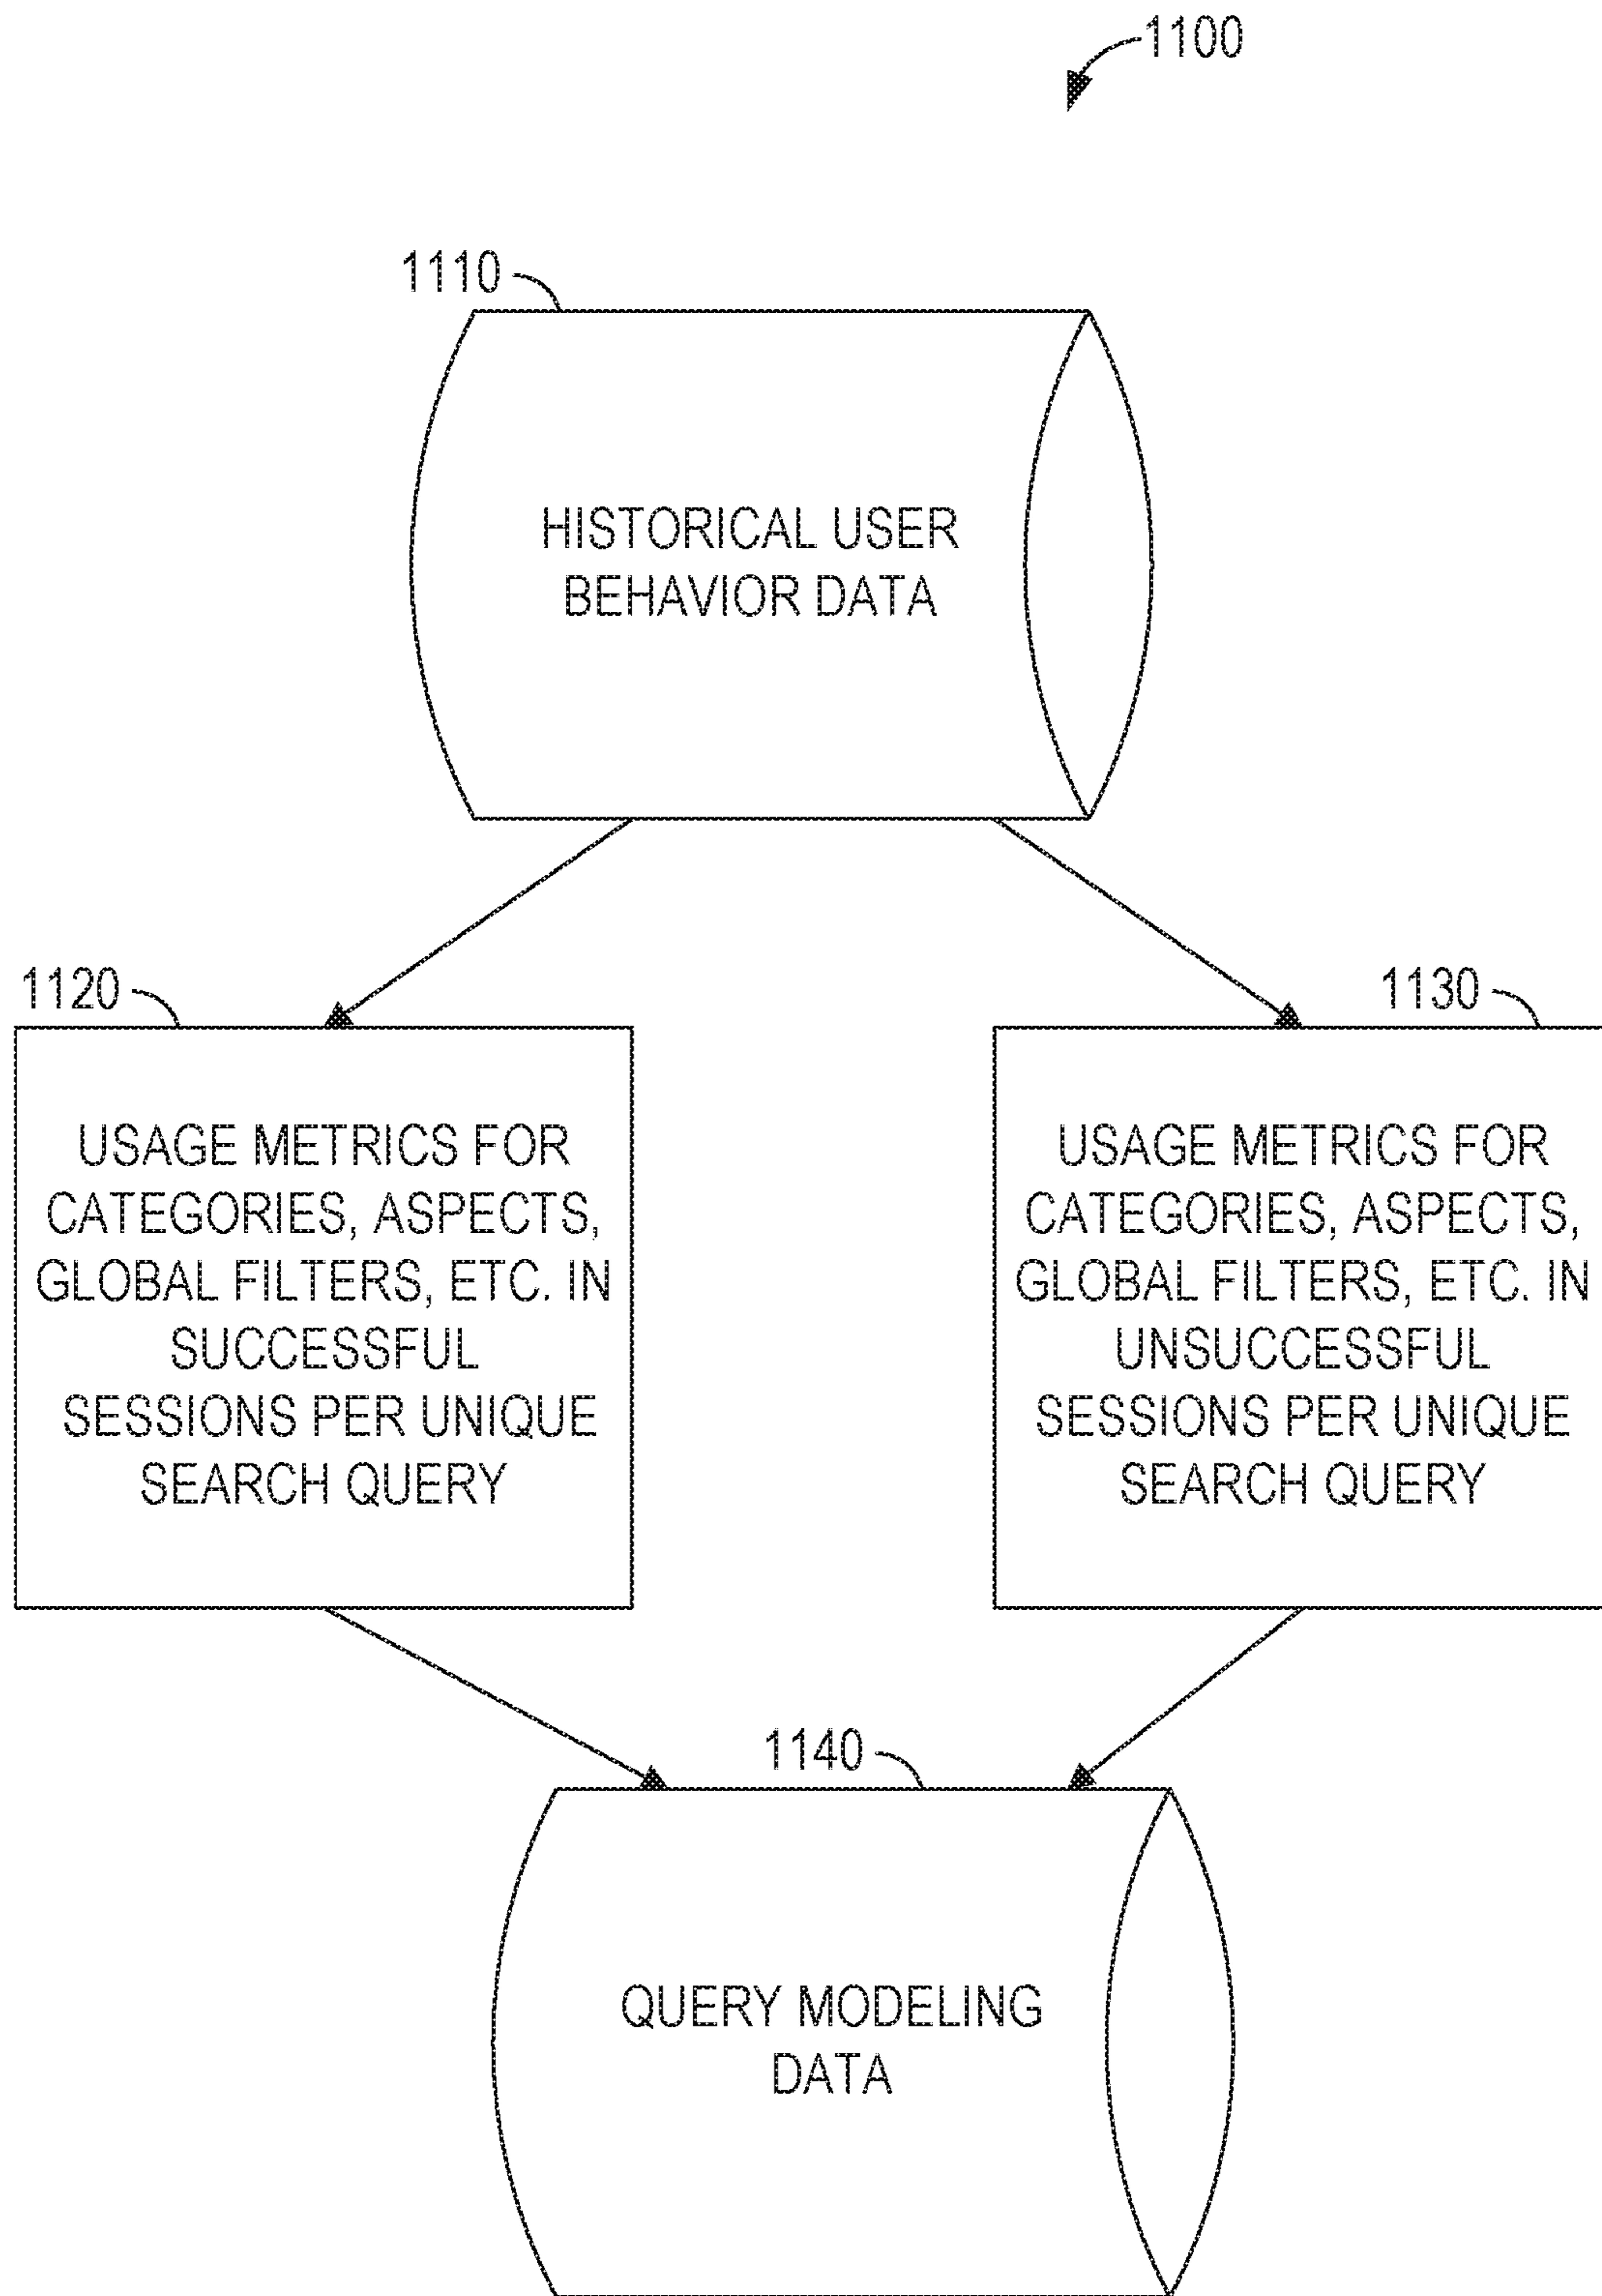 1100
1110
HISTORICAL USER
BEHAVIOR DATA
1120
USAGE METRICS FOR
CATEGORIES, ASPECTS,
GLOBAL FILTERS, ETC. IN
SUCCESSFUL
SESSIONS PER UNIQUE
SEARCH QUERY
1130
USAGE METRICS FOR
CATEGORIES, ASPECTS,
GLOBAL FILTERS, ETC. IN
UNSUCCESSFUL
SESSIONS PER UNIQUE
SEARCH QUERY
1140
QUERY MODELING
DATA